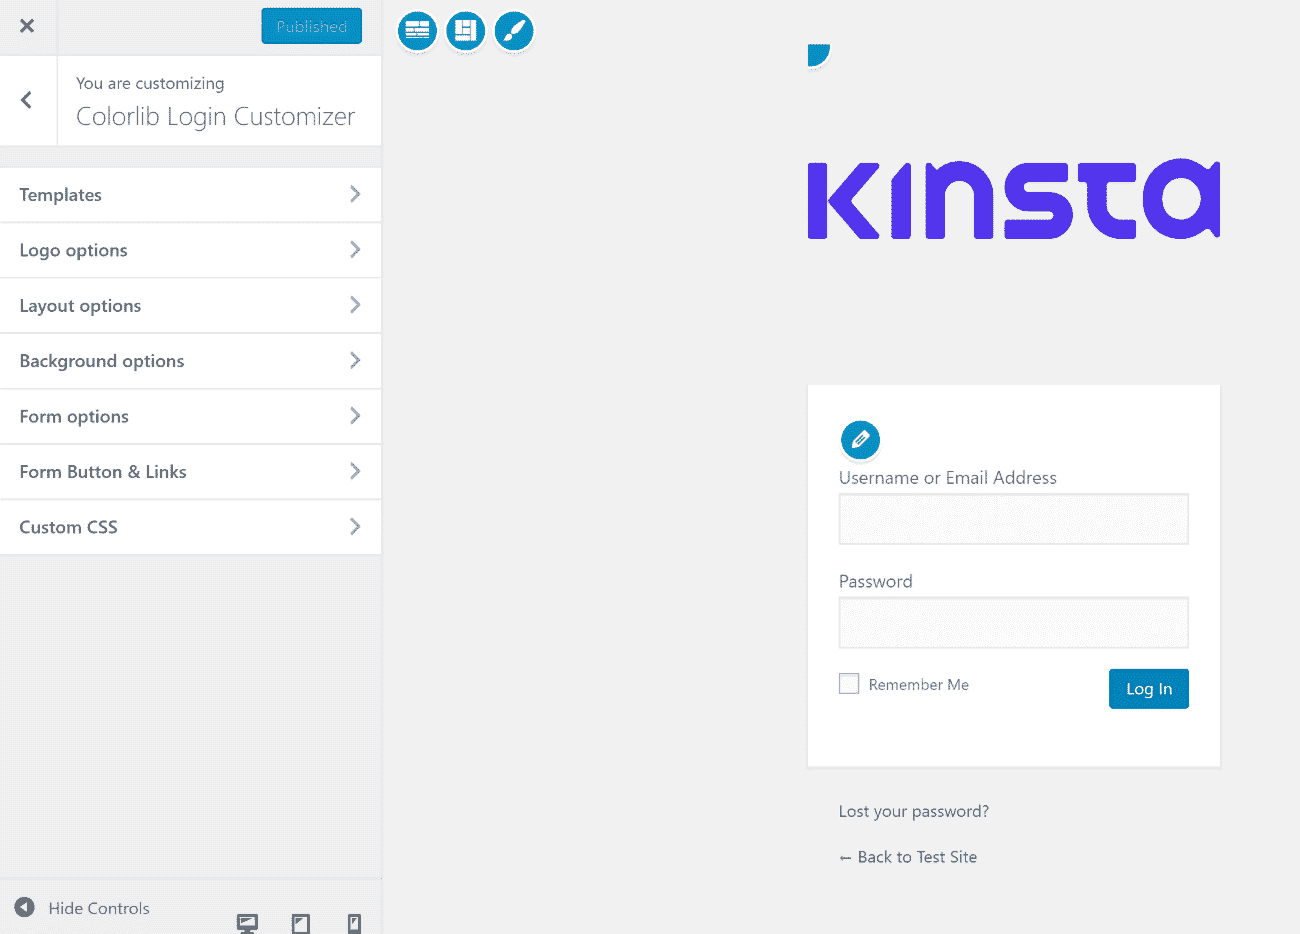 Published
You are customizing
Colorlib Login Customizer
Templates
Logo options
Layout options
Background options
Form options
Form Button & Links
Custom CSS
Hide Controls
KINSTA
Username or Email Address
Password
Remember Me
Log In
Lost your password?
← Back to Test Site